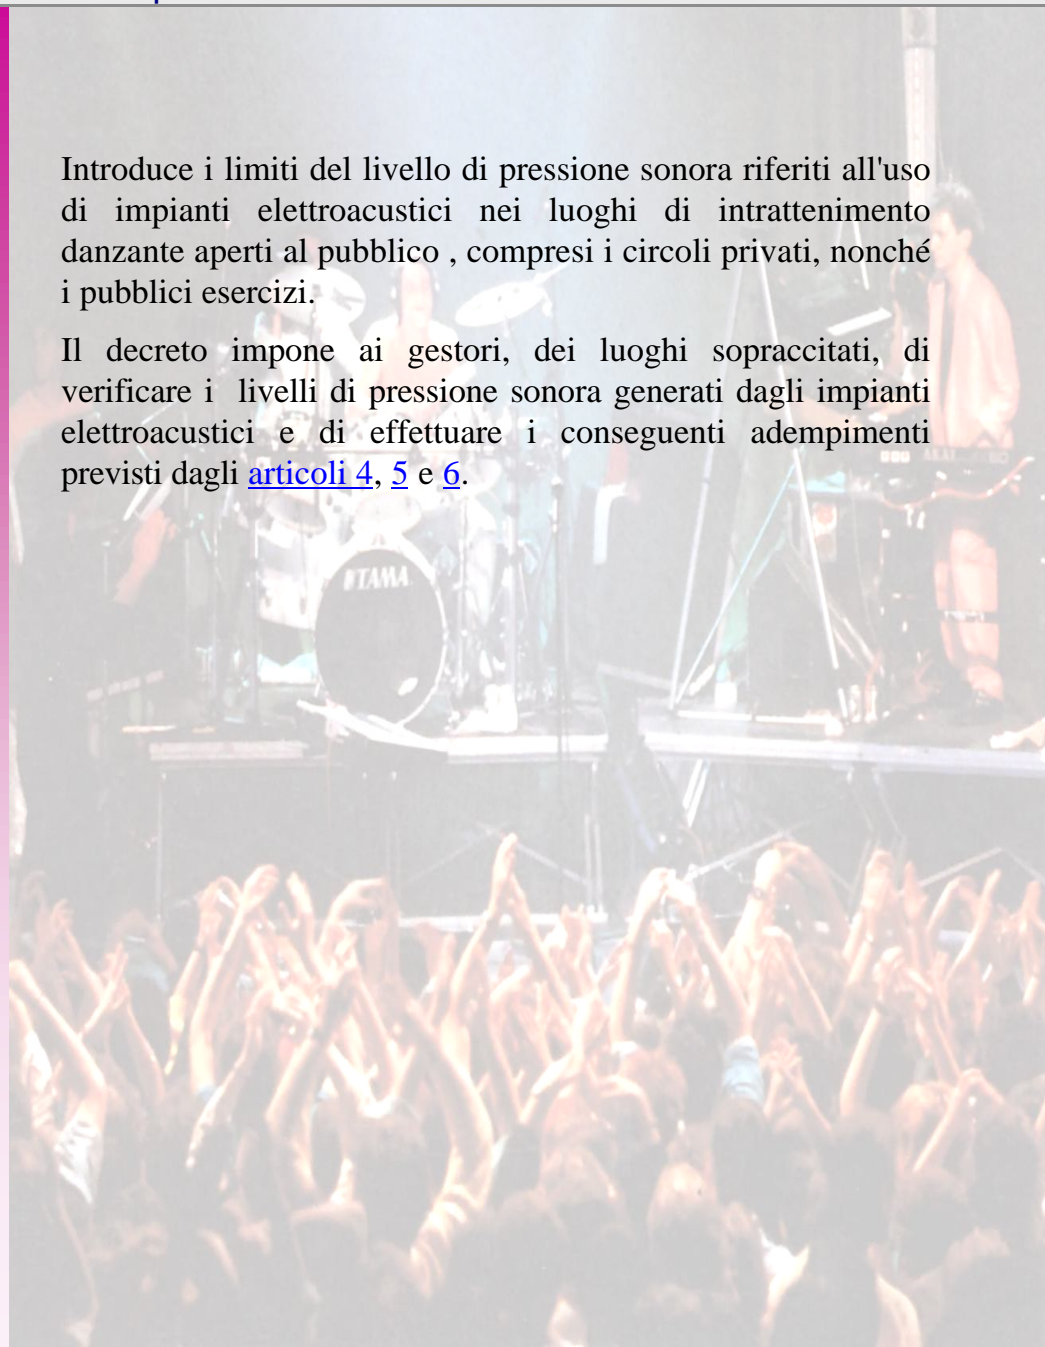 Introduce i limiti del livello di pressione sonora riferiti all'uso
di impianti elettroacustici nei luoghi di intrattenimento
danzante aperti al pubblico , compresi i circoli privati, nonché
i pubblici esercizi.
Il decreto impone ai gestori, dei luoghi sopraccitati, di
verificare i livelli di pressione sonora generati dagli impianti
elettroacustici e di effettuare i conseguenti adempimenti
previsti dagli articoli 4, 5 e 6.
AKAI
TAMA